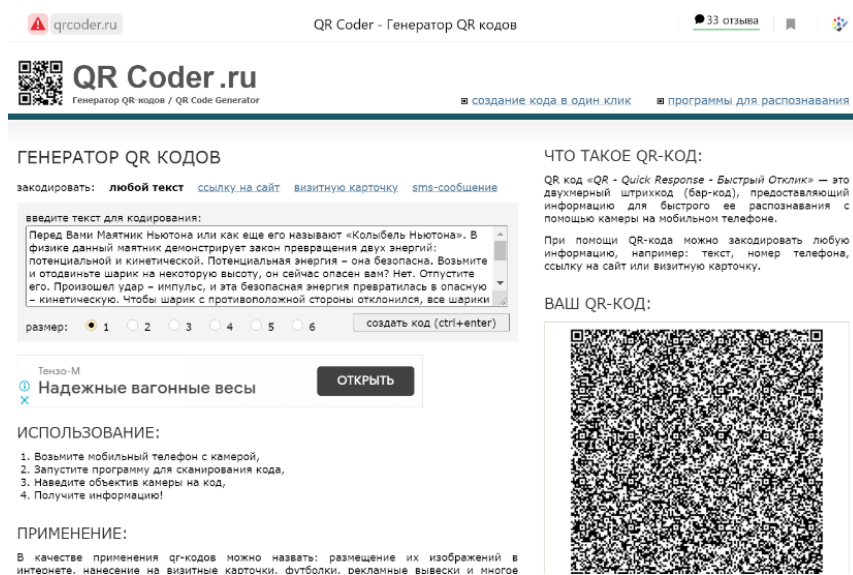 qrcoder.ru
QR Coder - Генератор QR кодов
33 отзыва
QR Coder.ru
Генератор QR-кодов / QR Code Generator
создание кода в один клик
программы для распознавания
ГЕНЕРАТОР QR КОДОВ
закодировать: любой текст ссылку на сайт визитную карточку sms-сообщение
введите текст для кодирования:
Перед Вами Маятник Ньютона или как еще его называют «Колыбель Ньютона». В
физике данный маятник демонстрирует закон превращения двух энергий:
потенциальной и кинетической. Потенциальная энергия – она безопасна. Возьмите
и отодвиньте шарик на некоторую высоту, он сейчас опасен вам? Нет. Отпустите
его. Произошел удар – импульс, и эта безопасная энергия превратилась в опасную
– кинетическую. Чтобы шарик с противоположной стороны отклонился, все шарики
размер: 1 2 3 4 5 6
создать код (ctrl+enter)
Тензо-М
Надежные вагонные весы
ОТКРЫТЬ
ИСПОЛЬЗОВАНИЕ:
1. Возьмите мобильный телефон с камерой,
2. Запустите программу для сканирования кода,
3. Наведите объектив камеры на код,
4. Получите информацию!
ПРИМЕНЕНИЕ:
В качестве применения qr-кодов можно назвать: размещение их изображений в
интернете, нанесение на визитные карточки, футболки, рекламные вывески и многое
ЧТО ТАКОЕ QR-КОД:
QR код «QR - Quick Response - Быстрый Отклик» — это
двухмерный штрихкод (бар-код), предоставляющий
информацию для быстрого ее распознавания с
помощью камеры на мобильном телефоне.
При помощи QR-кода можно закодировать любую
информацию, например: текст, номер телефона,
ссылку на сайт или визитную карточку.
ВАШ QR-КОД: